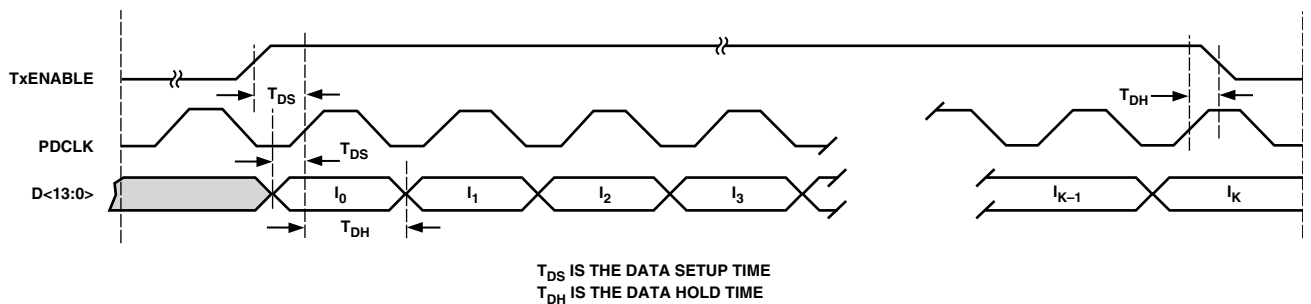 TxENABLE
T_DS
T_DH
PDCLK
T_DS
D<13:0>
I_0
I_1
I_2
I_3
I_K–1
I_K
T_DH
T_DS IS THE DATA SETUP TIME
T_DH IS THE DATA HOLD TIME